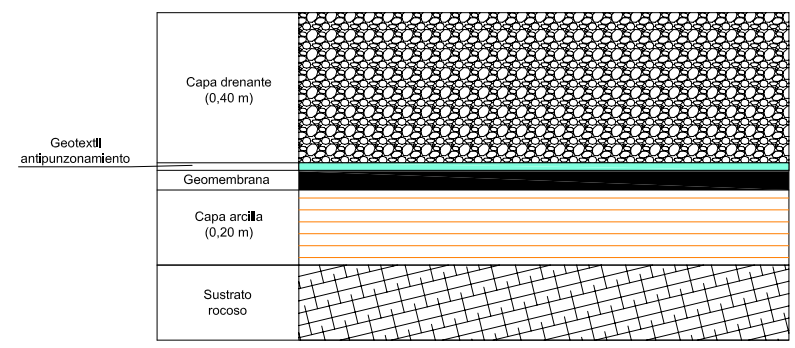 Capa drenante
(0,40 m)
Geotextil
antipunzonamiento
Geomembrana
Capa arcilla
(0,20 m)
Sustrato
rocoso